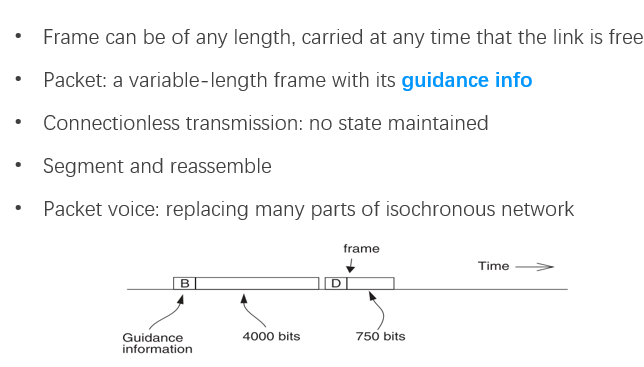 • Frame can be of any length, carried at any time that the link is free
• Packet: a variable-length frame with its guidance info
• Connectionless transmission: no state maintained
• Segment and reassemble
• Packet voice: replacing many parts of isochronous network
frame
Time
B
D
Guidance
information
4000 bits
750 bits